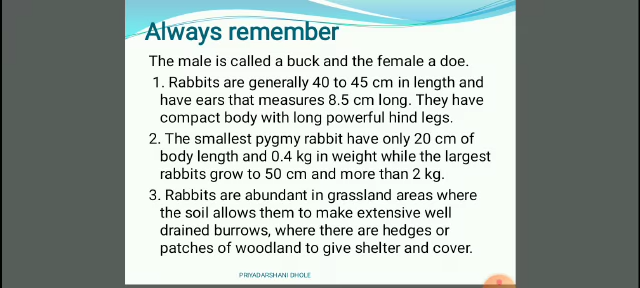 Always remember
The male is called a buck and the female a doe.
1. Rabbits are generally 40 to 45 cm in length and
have ears that measures 8.5 cm long. They have
compact body with long powerful hind legs.
2. The smallest pygmy rabbit have only 20 cm of
body length and 0.4 kg in weight while the largest
rabbits grow to 50 cm and more than 2 kg.
3. Rabbits are abundant in grassland areas where
the soil allows them to make extensive well
drained burrows, where there are hedges or
patches of woodland to give shelter and cover.
PRIYADARSHANI DHOLE